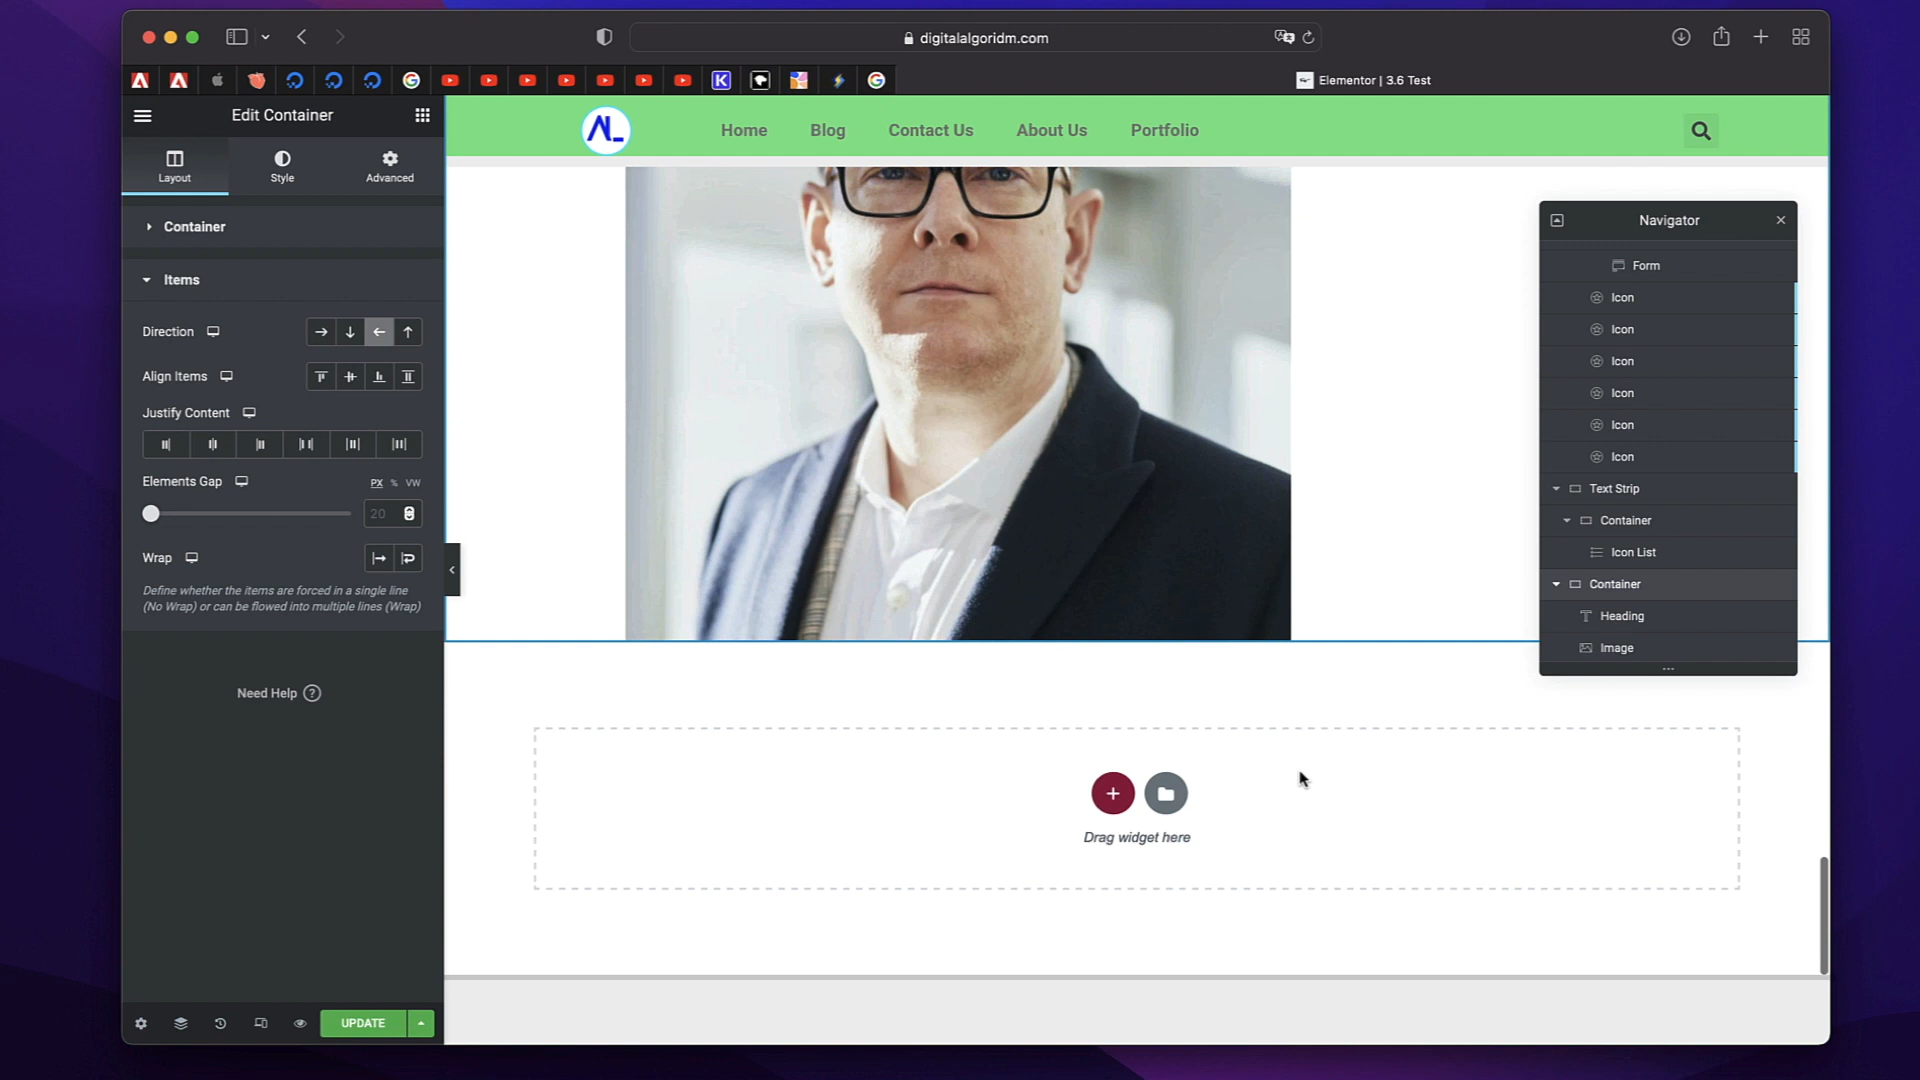 digitalalgoridm.com
K
Elementor | 3.6 Test
Edit Container
Layout
Style
Advanced
Container
Items
Direction
Align Items
Justify Content
Elements Gap
PX % VW
20
Wrap
Define whether the items are forced in a single line
(No Wrap) or can be flowed into multiple lines (Wrap)
Need Help ?
UPDATE
AL_
Home
Blog
Contact Us
About Us
Portfolio
Drag widget here
Navigator
Form
Icon
Icon
Icon
Icon
Icon
Icon
Text Strip
Container
Icon List
Container
Heading
Image